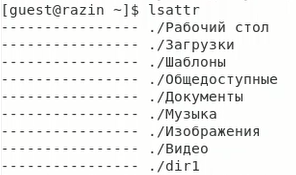 [guest@razin ~]$ lsattr
---------------- ./Рабочий стол
---------------- ./Загрузки
---------------- ./Шаблоны
---------------- ./Общедоступные
---------------- ./Документы
---------------- ./Музыка
---------------- ./Изображения
---------------- ./Видео
---------------- ./dir1